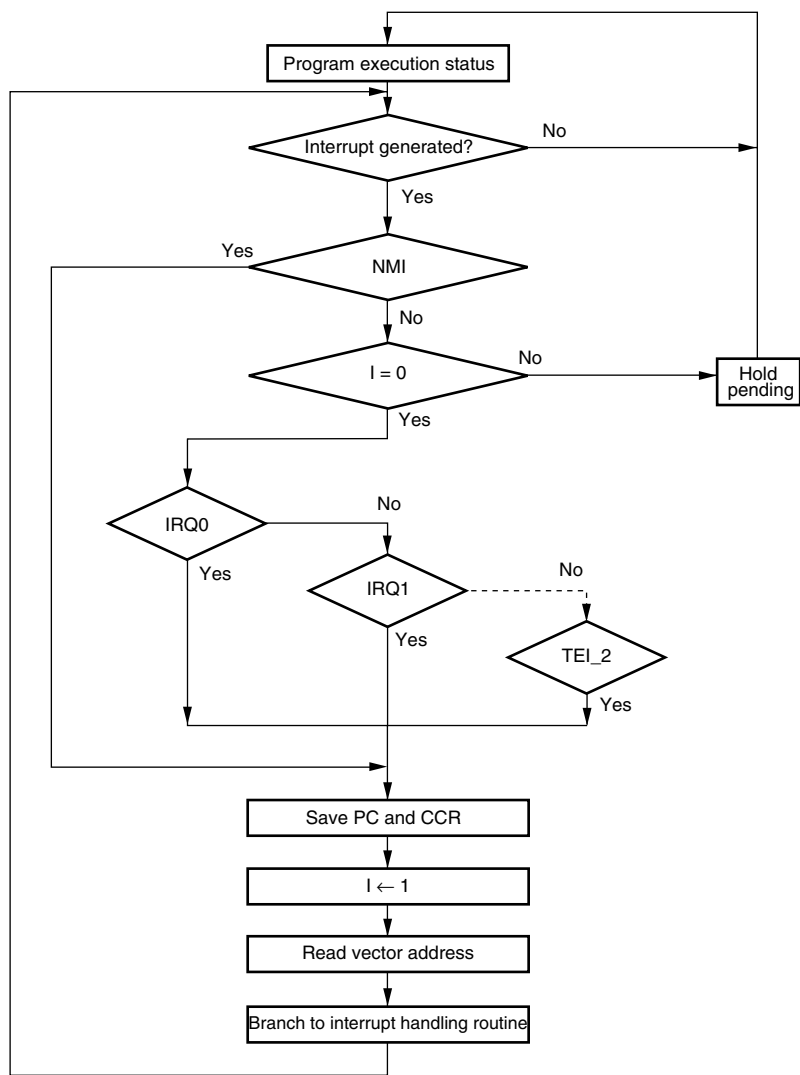 Program execution status
Interrupt generated?
No
Yes
Yes
NMI
No
I = 0
No
Hold
pending
Yes
IRQ0
No
Yes
IRQ1
No
Yes
TEI_2
Yes
Save PC and CCR
I ← 1
Read vector address
Branch to interrupt handling routine